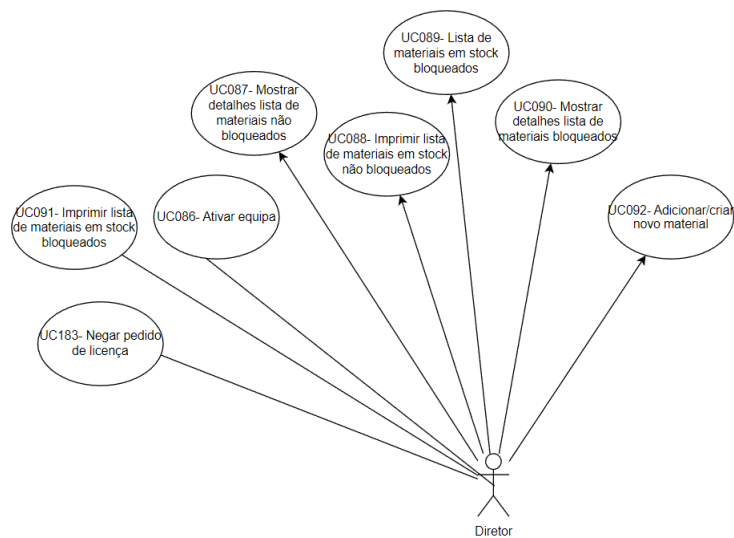 UC089- Lista de
materiais em stock
bloqueados
UC087- Mostrar
detalhes lista de
materiais não
bloqueados
UC090- Mostrar
detalhes lista de
materiais bloqueados
UC088- Imprimir lista
de materiais em stock
não bloqueados
UC091- Imprimir lista
de materiais em stock
bloqueados
UC086- Ativar equipa
UC092- Adicionar/criar
novo material
UC183- Negar pedido
de licença
Diretor